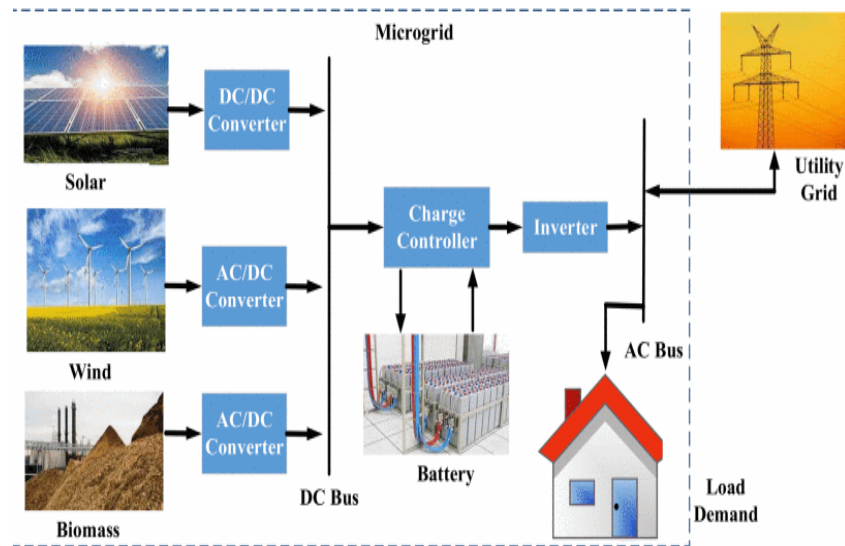 Microgrid
DC/DC
Converter
Solar
Utility
Grid
Charge
Controller
Inverter
AC/DC
Converter
Wind
AC Bus
AC/DC
Converter
Battery
DC Bus
Biomass
Load
Demand